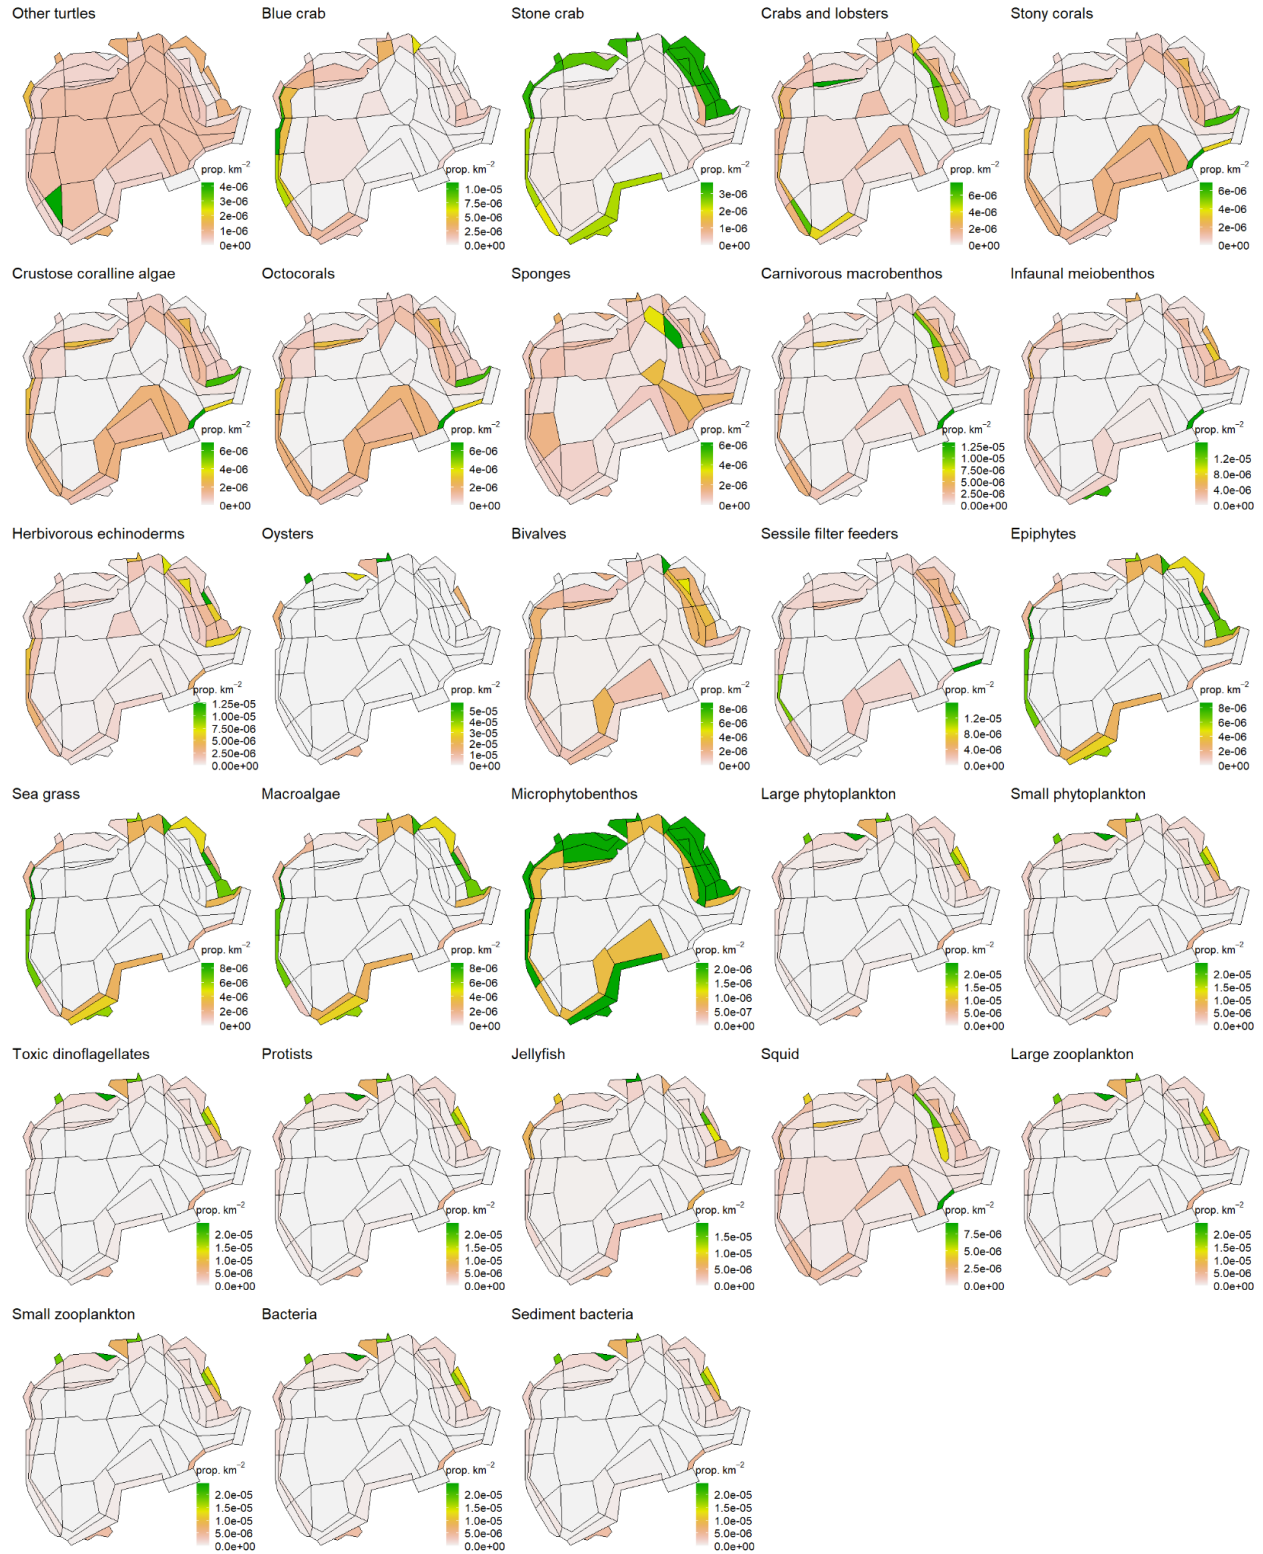 Other turtles
Blue crab
Stone crab
Crabs and lobsters
Stony corals
prop. km⁻²
4e-06
3e-06
2e-06
1e-06
0e+00
prop. km⁻²
1.0e-05
7.5e-06
5.0e-06
2.5e-06
0.0e+00
prop. km⁻²
3e-06
2e-06
1e-06
0e+00
prop. km⁻²
6e-06
4e-06
2e-06
0e+00
prop. km⁻²
6e-06
4e-06
2e-06
0e+00
Crustose coralline algae
Octocorals
Sponges
Carnivorous macrobenthos
Infaunal meiobenthos
prop. km⁻²
6e-06
4e-06
2e-06
0e+00
prop. km⁻²
6e-06
4e-06
2e-06
0e+00
prop. km⁻²
6e-06
4e-06
2e-06
0e+00
prop. km⁻²
1.25e-05
1.00e-05
7.50e-06
5.00e-06
2.50e-06
0.00e+00
prop. km⁻²
1.2e-05
8.0e-06
4.0e-06
0.0e+00
Herbivorous echinoderms
Oysters
Bivalves
Sessile filter feeders
Epiphytes
prop. km⁻²
1.25e-05
1.00e-05
7.50e-06
5.00e-06
2.50e-06
0.00e+00
prop. km⁻²
5e-05
4e-05
3e-05
2e-05
1e-05
0e+00
prop. km⁻²
8e-06
6e-06
4e-06
2e-06
0e+00
prop. km⁻²
1.2e-05
8.0e-06
4.0e-06
0.0e+00
prop. km⁻²
8e-06
6e-06
4e-06
2e-06
0e+00
Sea grass
Macroalgae
Microphytobenthos
Large phytoplankton
Small phytoplankton
prop. km⁻²
8e-06
6e-06
4e-06
2e-06
0e+00
prop. km⁻²
8e-06
6e-06
4e-06
2e-06
0e+00
prop. km⁻²
2.0e-06
1.5e-06
1.0e-06
5.0e-07
0.0e+00
prop. km⁻²
2.0e-05
1.5e-05
1.0e-05
5.0e-06
0.0e+00
prop. km⁻²
2.0e-05
1.5e-05
1.0e-05
5.0e-06
0.0e+00
Toxic dinoflagellates
Protists
Jellyfish
Squid
Large zooplankton
prop. km⁻²
2.0e-05
1.5e-05
1.0e-05
5.0e-06
0.0e+00
prop. km⁻²
2.0e-05
1.5e-05
1.0e-05
5.0e-06
0.0e+00
prop. km⁻²
1.5e-05
1.0e-05
5.0e-06
0.0e+00
prop. km⁻²
7.5e-06
5.0e-06
2.5e-06
0.0e+00
prop. km⁻²
2.0e-05
1.5e-05
1.0e-05
5.0e-06
0.0e+00
Small zooplankton
Bacteria
Sediment bacteria
prop. km⁻²
2.0e-05
1.5e-05
1.0e-05
5.0e-06
0.0e+00
prop. km⁻²
2.0e-05
1.5e-05
1.0e-05
5.0e-06
0.0e+00
prop. km⁻²
2.0e-05
1.5e-05
1.0e-05
5.0e-06
0.0e+00